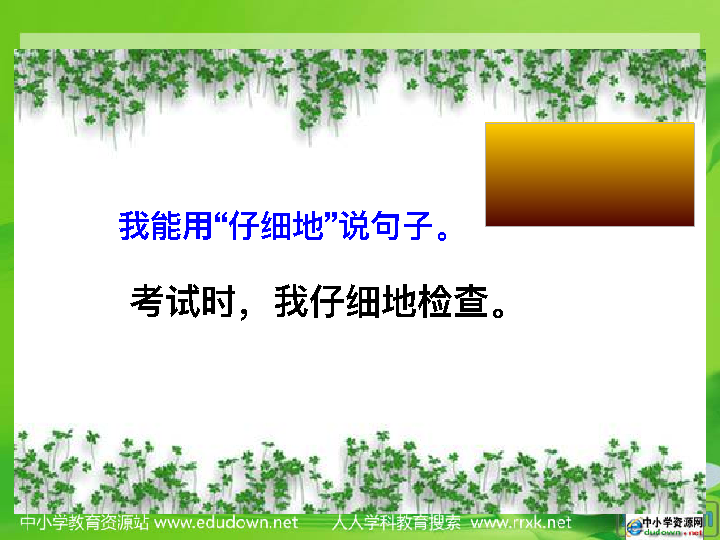 我能用“仔细地”说句子。
考试时，我仔细地检查。
中小学教育资源站 www.edudown.net 人人学科教育搜索 www.rrxk.net
中小学资源网
edudown.net